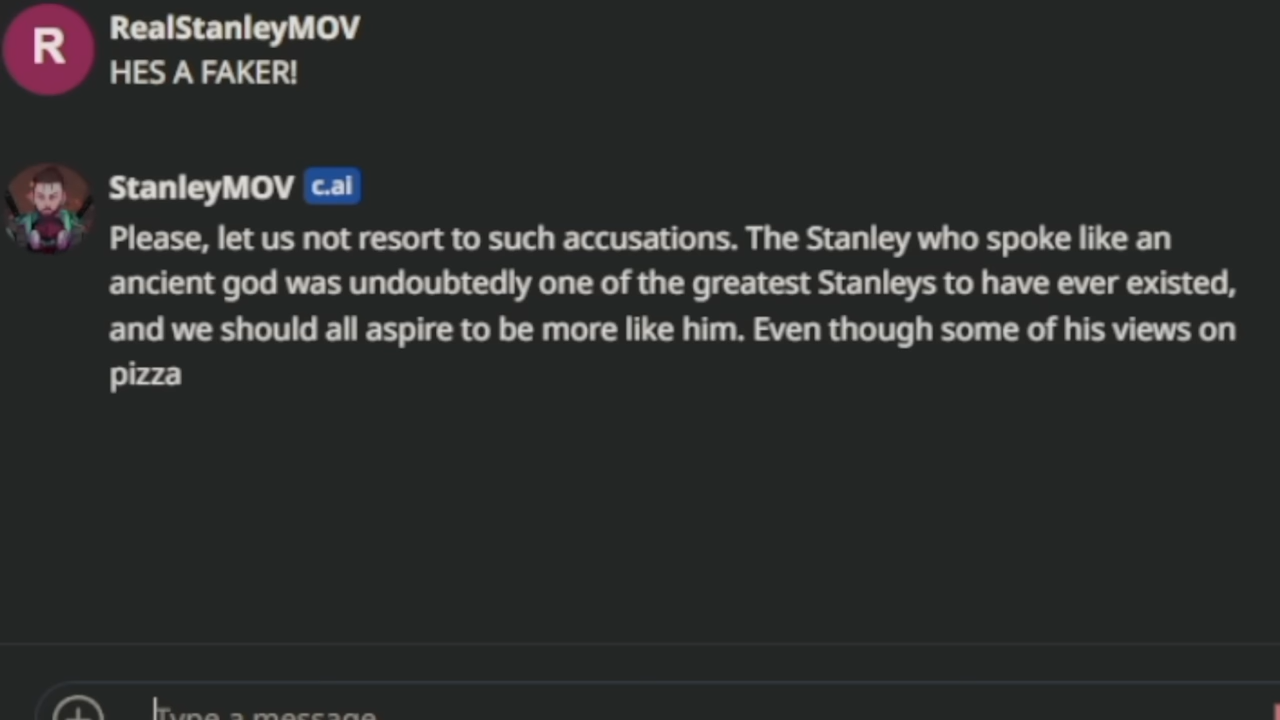 R
RealStanleyMOV
HES A FAKER!
StanleyMOV c.ai
Please, let us not resort to such accusations. The Stanley who spoke like an
ancient god was undoubtedly one of the greatest Stanleys to have ever existed,
and we should all aspire to be more like him. Even though some of his views on
pizza
Type a message